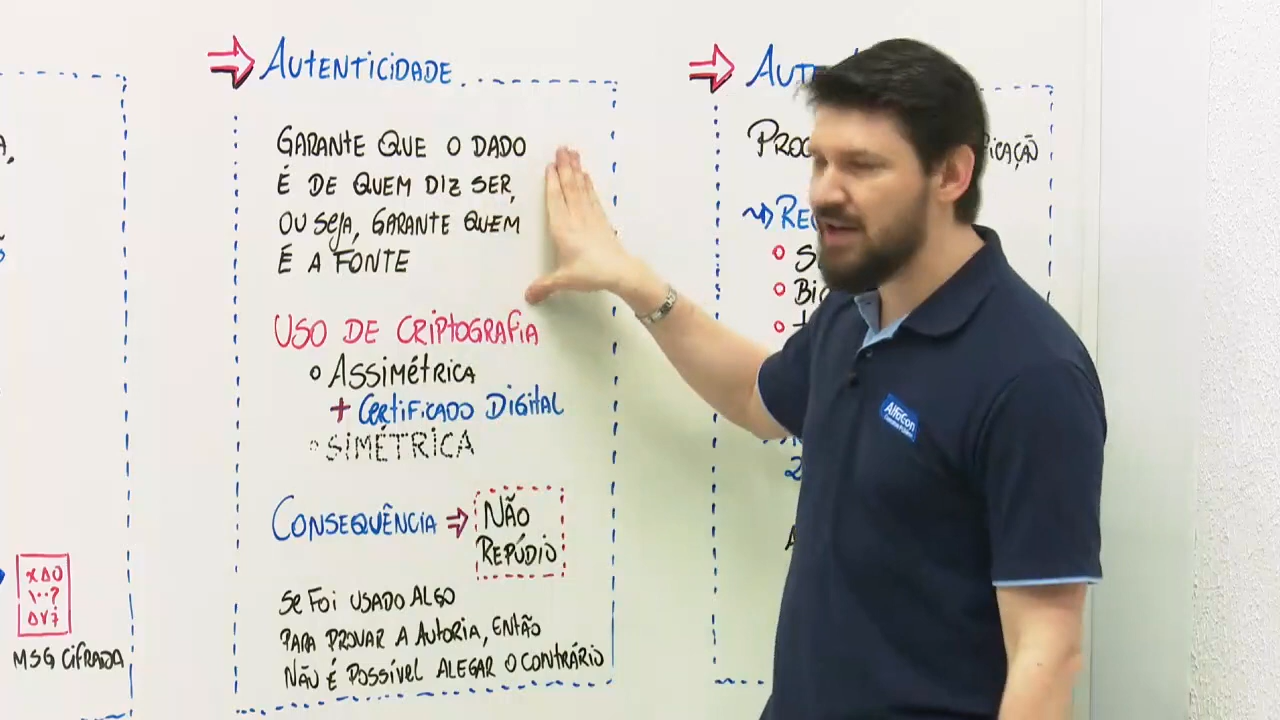 AUTENTICIDADE
GARANTE QUE O DADO
É DE QUEM DIZ SER,
OU SEJA, GARANTE QUEM
É A FONTE
USO DE CRIPTOGRAFIA
ASSIMÉTRICA
+ CERTIFICADO DIGITAL
SIMÉTRICA
CONSEQUÊNCIA ⇒ NÃO
REPÚDIO
SE FOI USADO ALGO
PARA PROVAR A AUTORIA, ENTÃO
NÃO É POSSÍVEL ALEGAR O CONTRÁRIO
MSG CIFRADA
AlfaCon